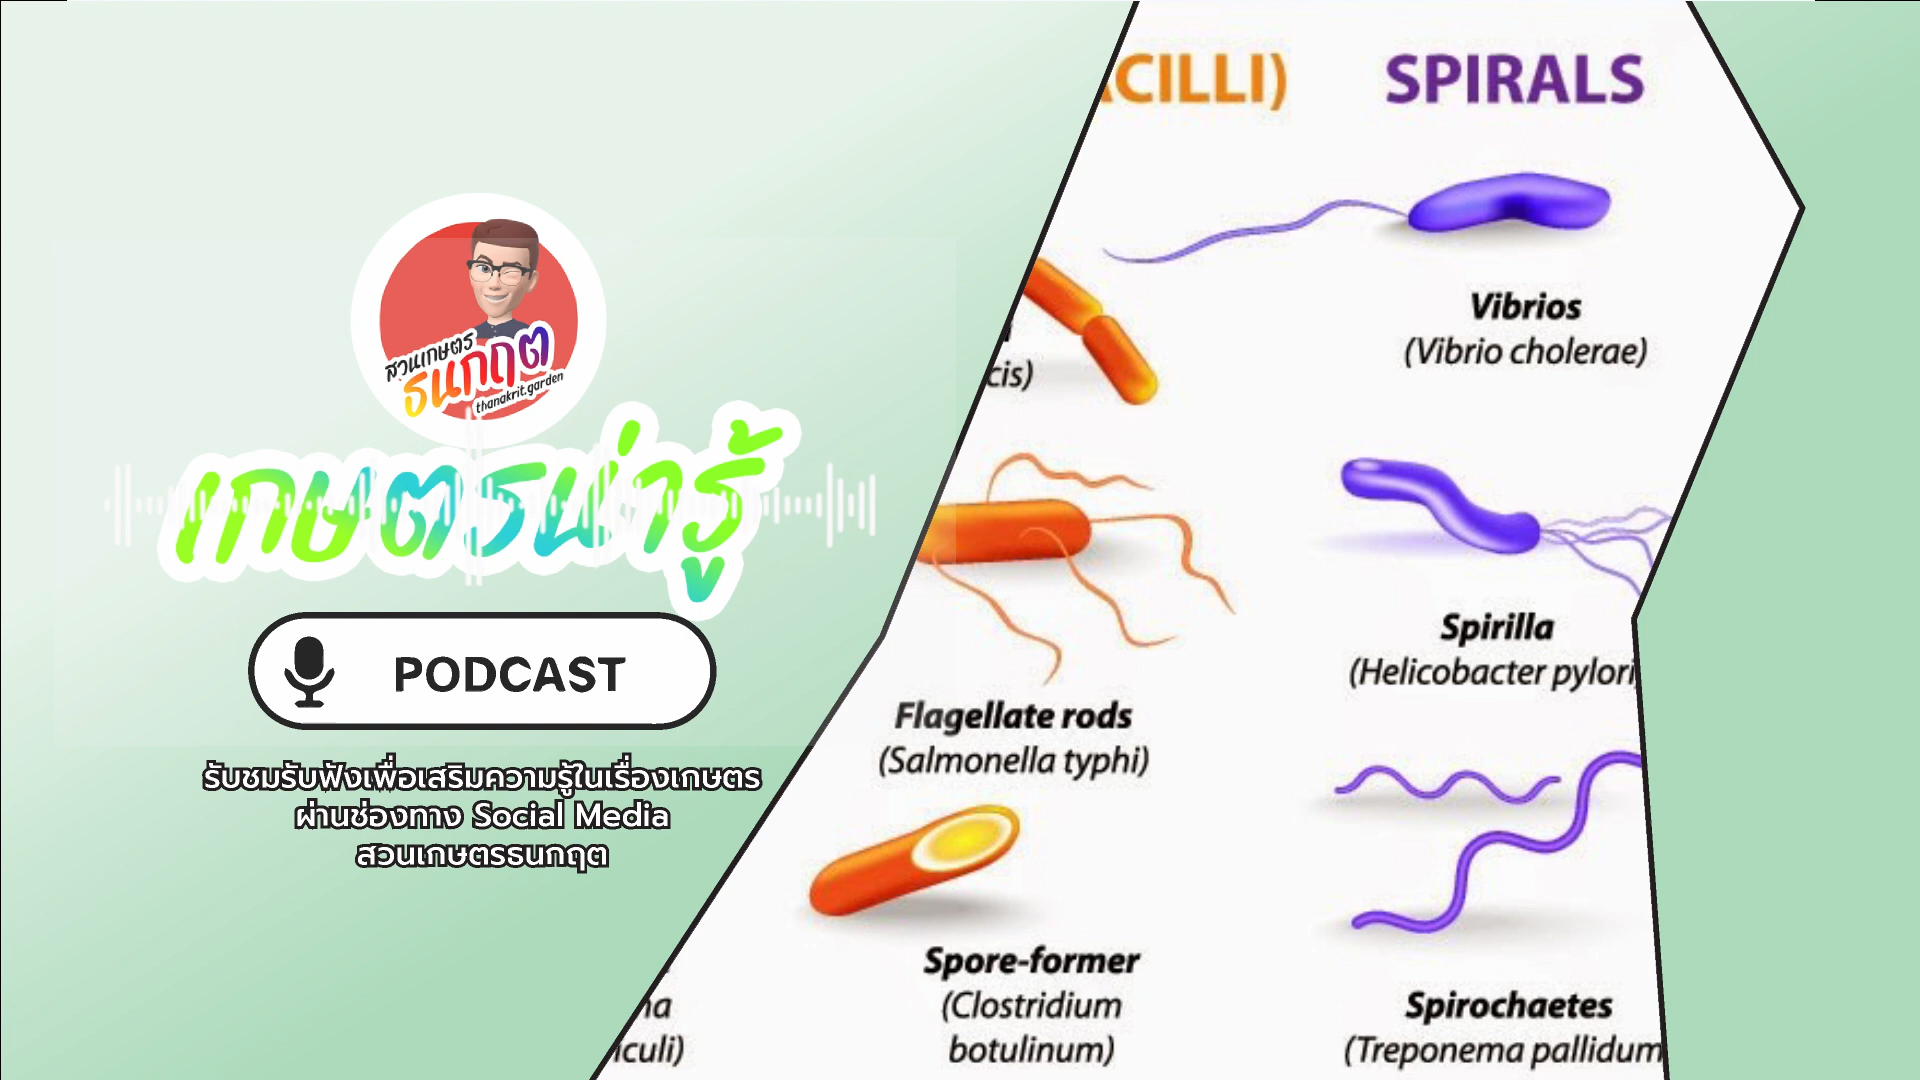 สวนเกษตร
ธนกฤต
thanakrit.garden
เกษตรน่ารู้
PODCAST
รับชมรับฟังเพื่อเสริมความรู้ในเรื่องเกษตร
ผ่านช่องทาง Social Media
สวนเกษตรธนกฤต
CILLI)
SPIRALS
Vibrios
(Vibrio cholerae)
cis)
Spirilla
(Helicobacter pylori
Flagellate rods
(Salmonella typhi)
Spore-former
(Clostridium
botulinum)
Spirochaetes
(Treponema pallidum
na
iculi)